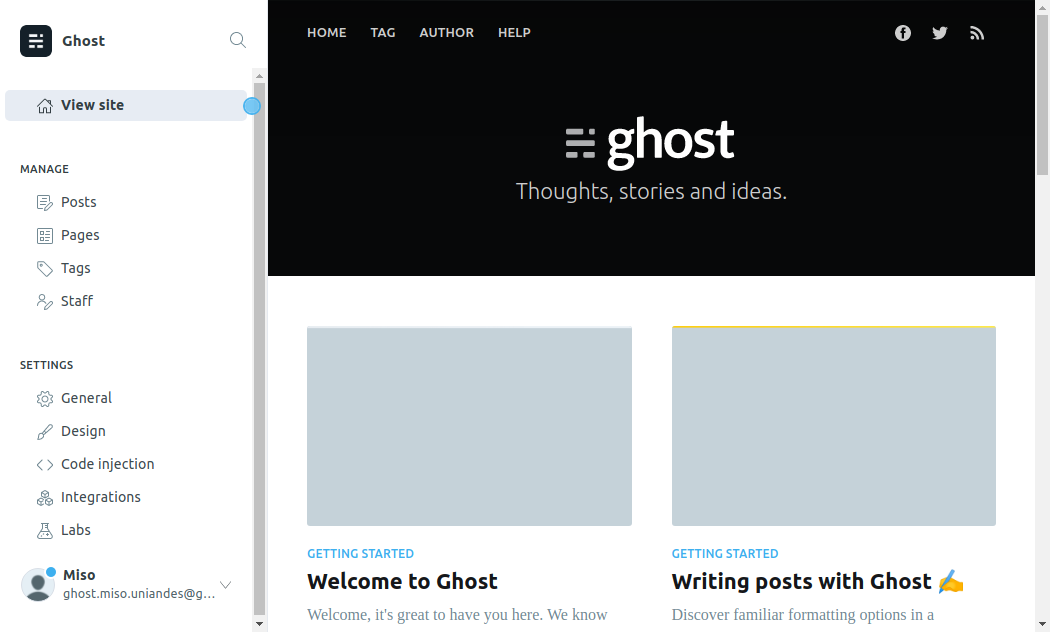 Ghost
View site
MANAGE
Posts
Pages
Tags
Staff
SETTINGS
General
Design
Code injection
Integrations
Labs
Miso
ghost.miso.uniandes@g...
HOME TAG AUTHOR HELP
ghost
Thoughts, stories and ideas.
GETTING STARTED
Welcome to Ghost
Welcome, it's great to have you here. We know
GETTING STARTED
Writing posts with Ghost ✍️
Discover familiar formatting options in a